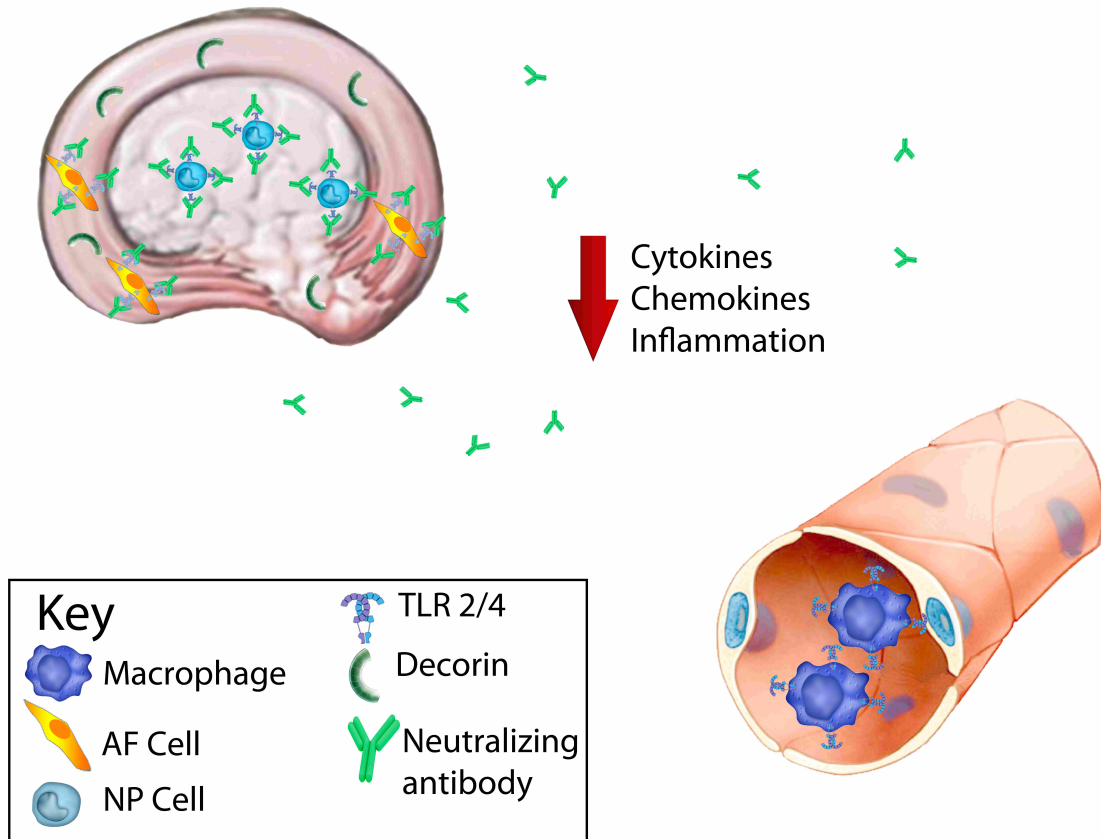 Cytokines
Chemokines
Inflammation
Key
Macrophage
AF Cell
NP Cell
TLR 2/4
Decorin
Neutralizing
antibody